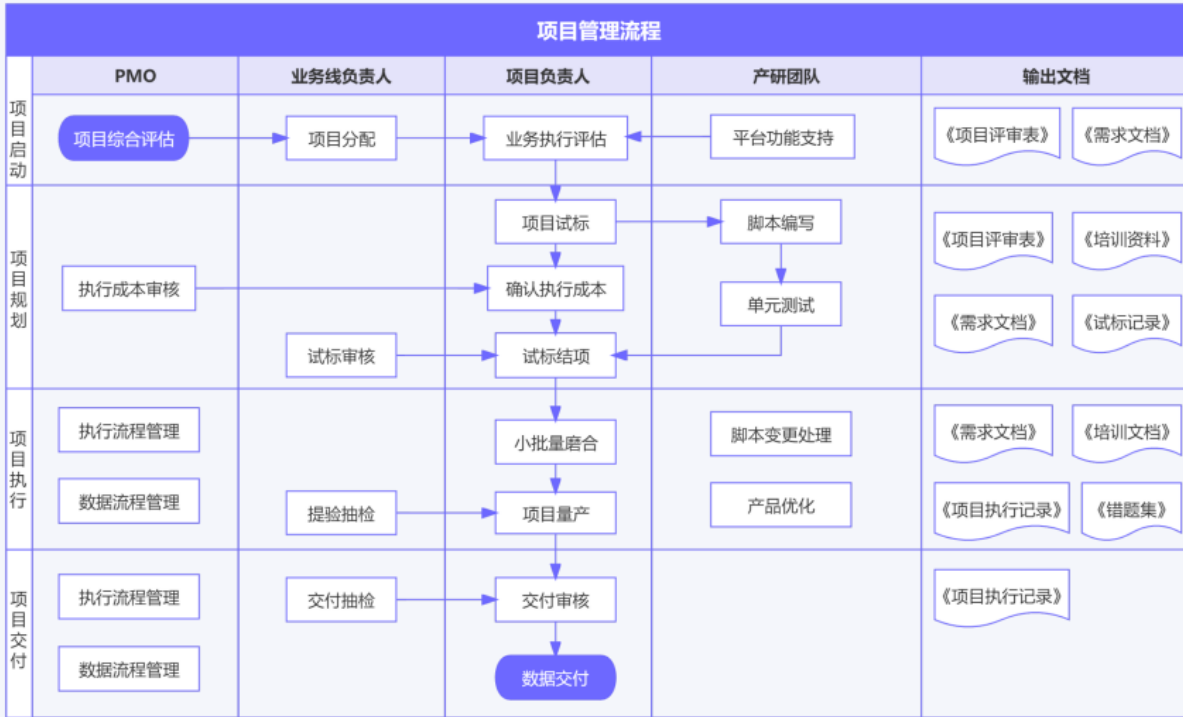 项目管理流程
PMO
业务线负责人
项目负责人
产研团队
输出文档
项目启动
项目综合评估
项目分配
业务执行评估
平台功能支持
《项目评审表》
《需求文档》
项目规划
项目试标
脚本编写
《项目评审表》
《培训资料》
执行成本审核
确认执行成本
单元测试
《需求文档》
《试标记录》
试标审核
试标结项
项目执行
执行流程管理
小批量磨合
脚本变更处理
《需求文档》
《培训文档》
数据流程管理
提验抽检
项目量产
产品优化
《项目执行记录》
《错题集》
项目交付
执行流程管理
交付抽检
交付审核
《项目执行记录》
数据流程管理
数据交付